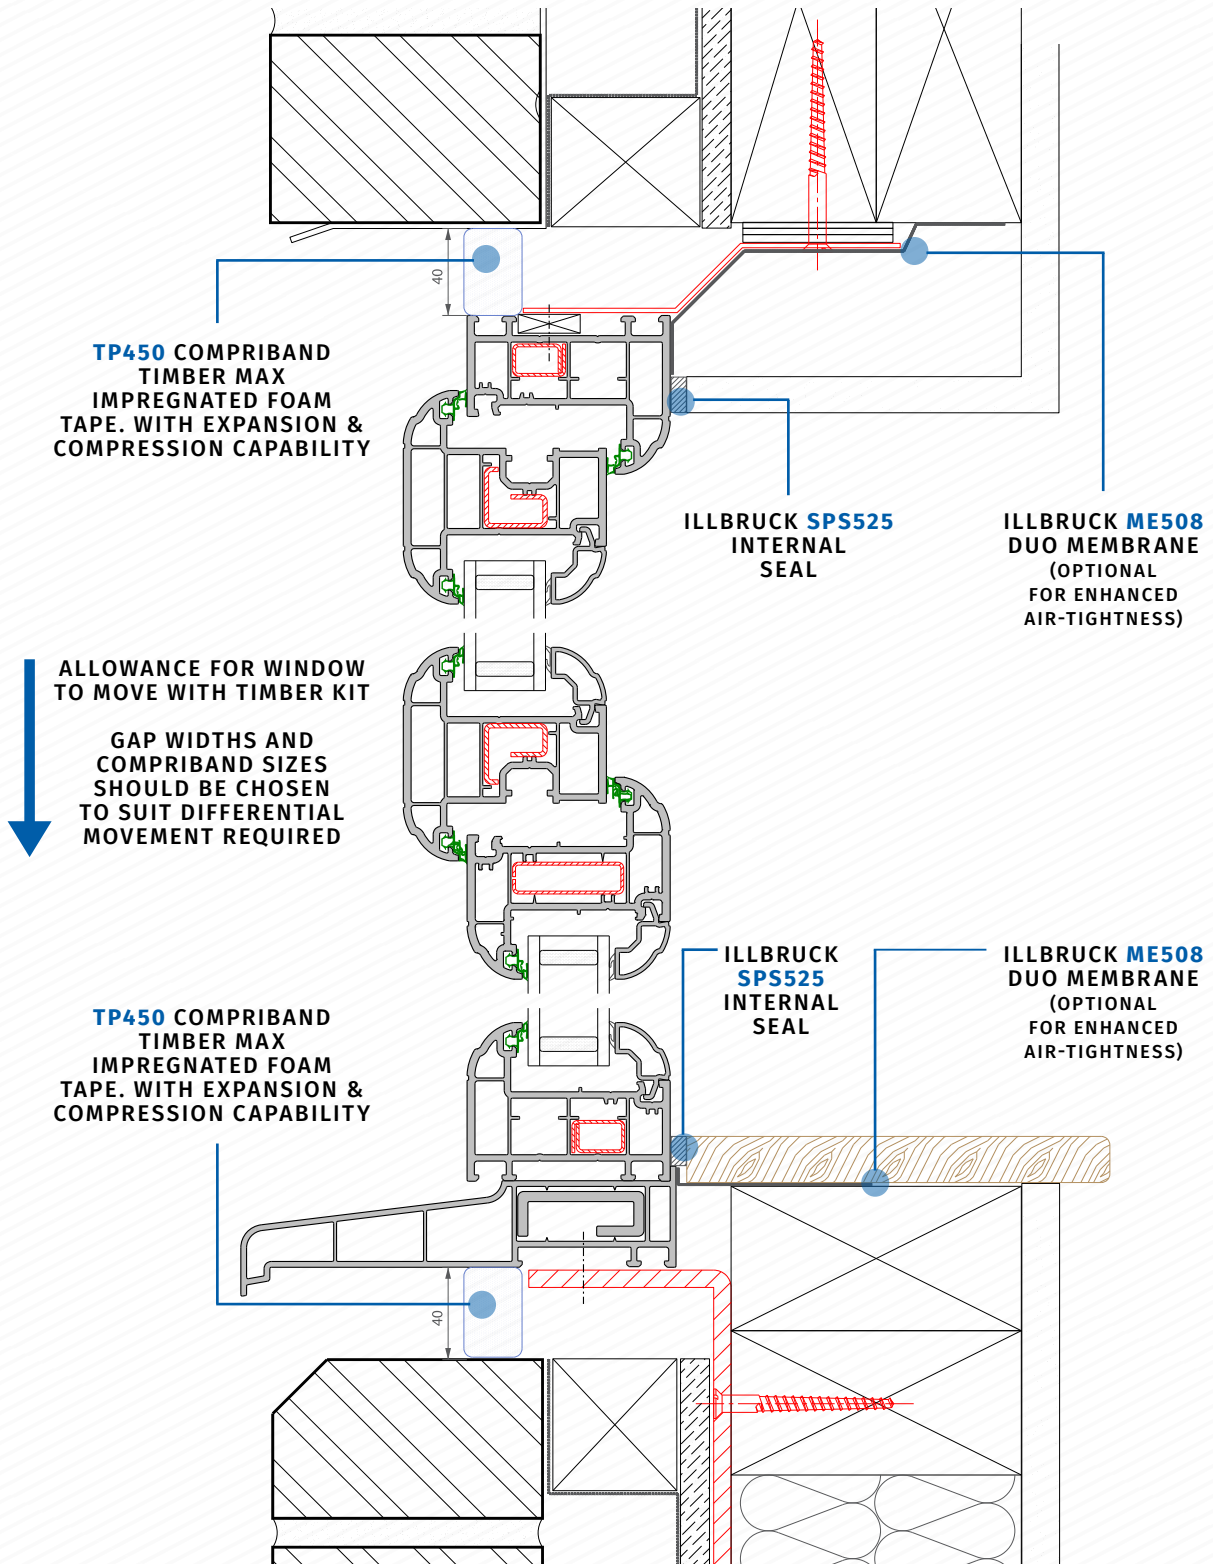 40
TP450 COMPRIBAND
TIMBER MAX
IMPREGNATED FOAM
TAPE. WITH EXPANSION &
COMPRESSION CAPABILITY
ILLBRUCK SPS525
INTERNAL
SEAL
ILLBRUCK ME508
DUO MEMBRANE
(OPTIONAL
FOR ENHANCED
AIR-TIGHTNESS)
ALLOWANCE FOR WINDOW
TO MOVE WITH TIMBER KIT
GAP WIDTHS AND
COMPRIBAND SIZES
SHOULD BE CHOSEN
TO SUIT DIFFERENTIAL
MOVEMENT REQUIRED
ILLBRUCK
SPS525
INTERNAL
SEAL
ILLBRUCK ME508
DUO MEMBRANE
(OPTIONAL
FOR ENHANCED
AIR-TIGHTNESS)
TP450 COMPRIBAND
TIMBER MAX
IMPREGNATED FOAM
TAPE. WITH EXPANSION &
COMPRESSION CAPABILITY
40